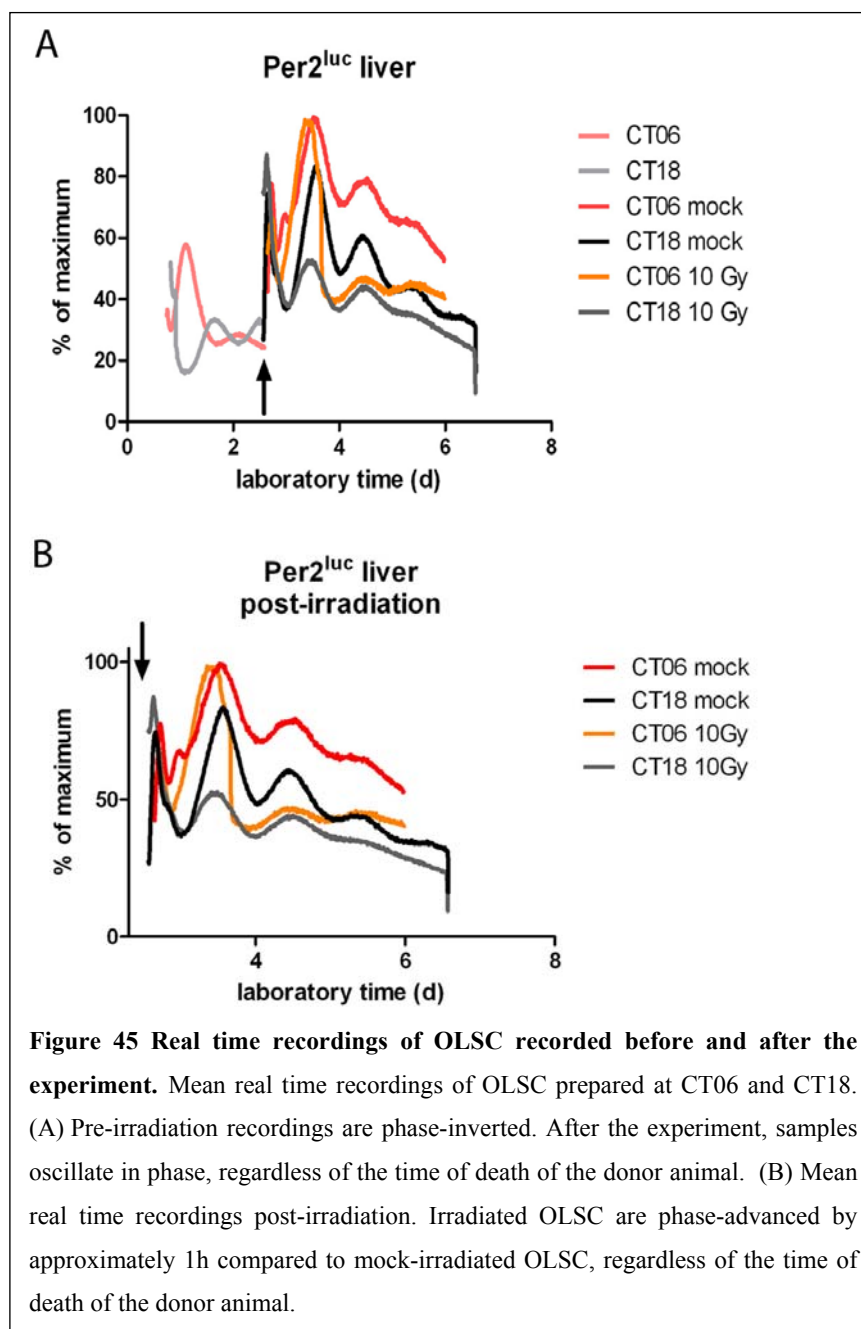 A
Per2luc liver
100
80
60
40
20
0
% of maximum
0 2 4 6 8
laboratory time (d)
CT06
CT18
CT06 mock
CT18 mock
CT06 10 Gy
CT18 10 Gy
B
Per2luc liver
post-irradiation
100
50
0
% of maximum
4 6 8
laboratory time (d)
CT06 mock
CT18 mock
CT06 10Gy
CT18 10Gy
Figure 45 Real time recordings of OLSC recorded before and after the
experiment. Mean real time recordings of OLSC prepared at CT06 and CT18.
(A) Pre-irradiation recordings are phase-inverted. After the experiment, samples
oscillate in phase, regardless of the time of death of the donor animal. (B) Mean
real time recordings post-irradiation. Irradiated OLSC are phase-advanced by
approximately 1h compared to mock-irradiated OLSC, regardless of the time of
death of the donor animal.